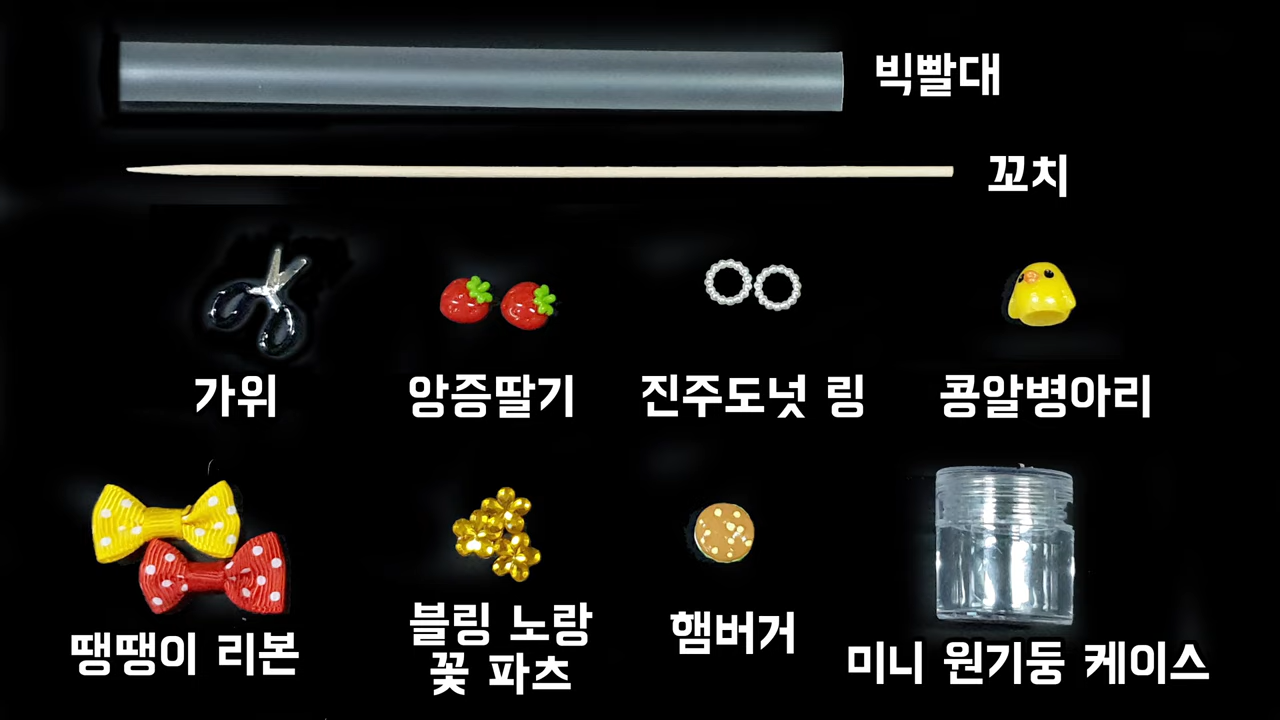 빅빨대
꼬치
가위
앙증딸기
진주도넛 링
콩알병아리
땡땡이 리본
블링 노랑
꽃 파츠
햄버거
미니 원기둥 케이스